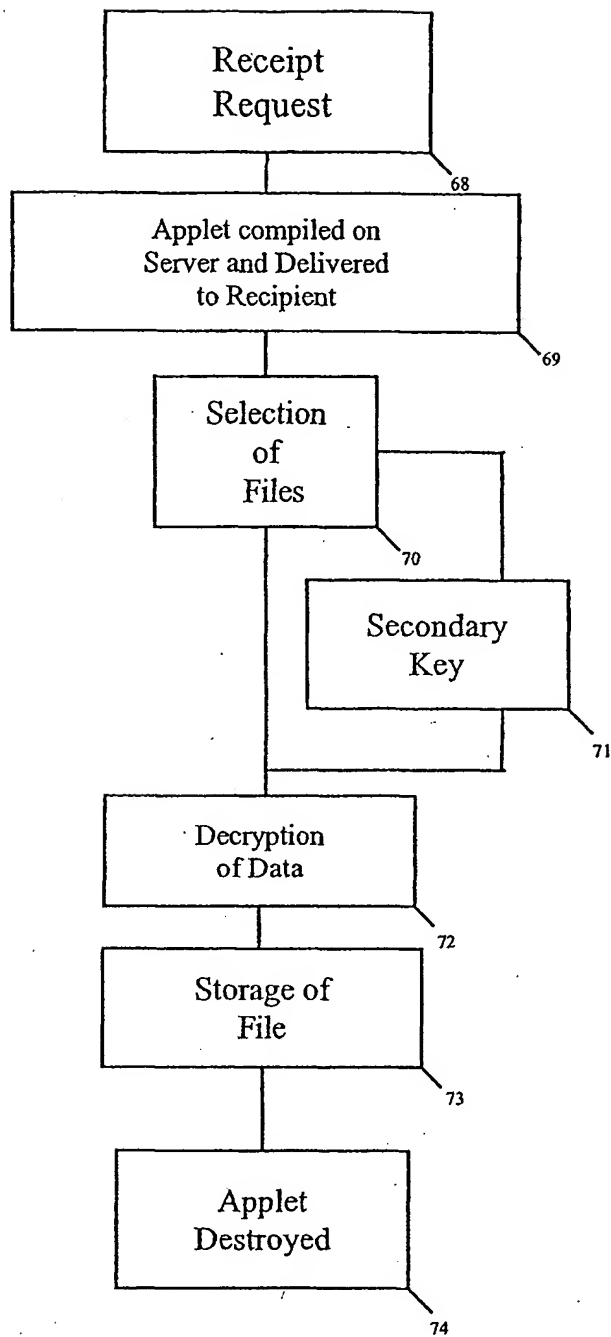 Receipt
Request
68
Applet compiled on
Server and Delivered
to Recipient
69
Selection
of
Files
70
Secondary
Key
71
Decryption
of Data
72
Storage of
File
73
Applet
Destroyed
74